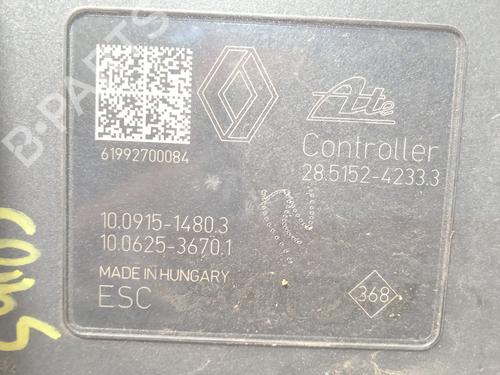 B-PARTS
Ate
61992700084
Controller
28.5152-4233.3
10.0915-1480.3
10.0625-3670.1
MADE IN HUNGARY
ESC
368